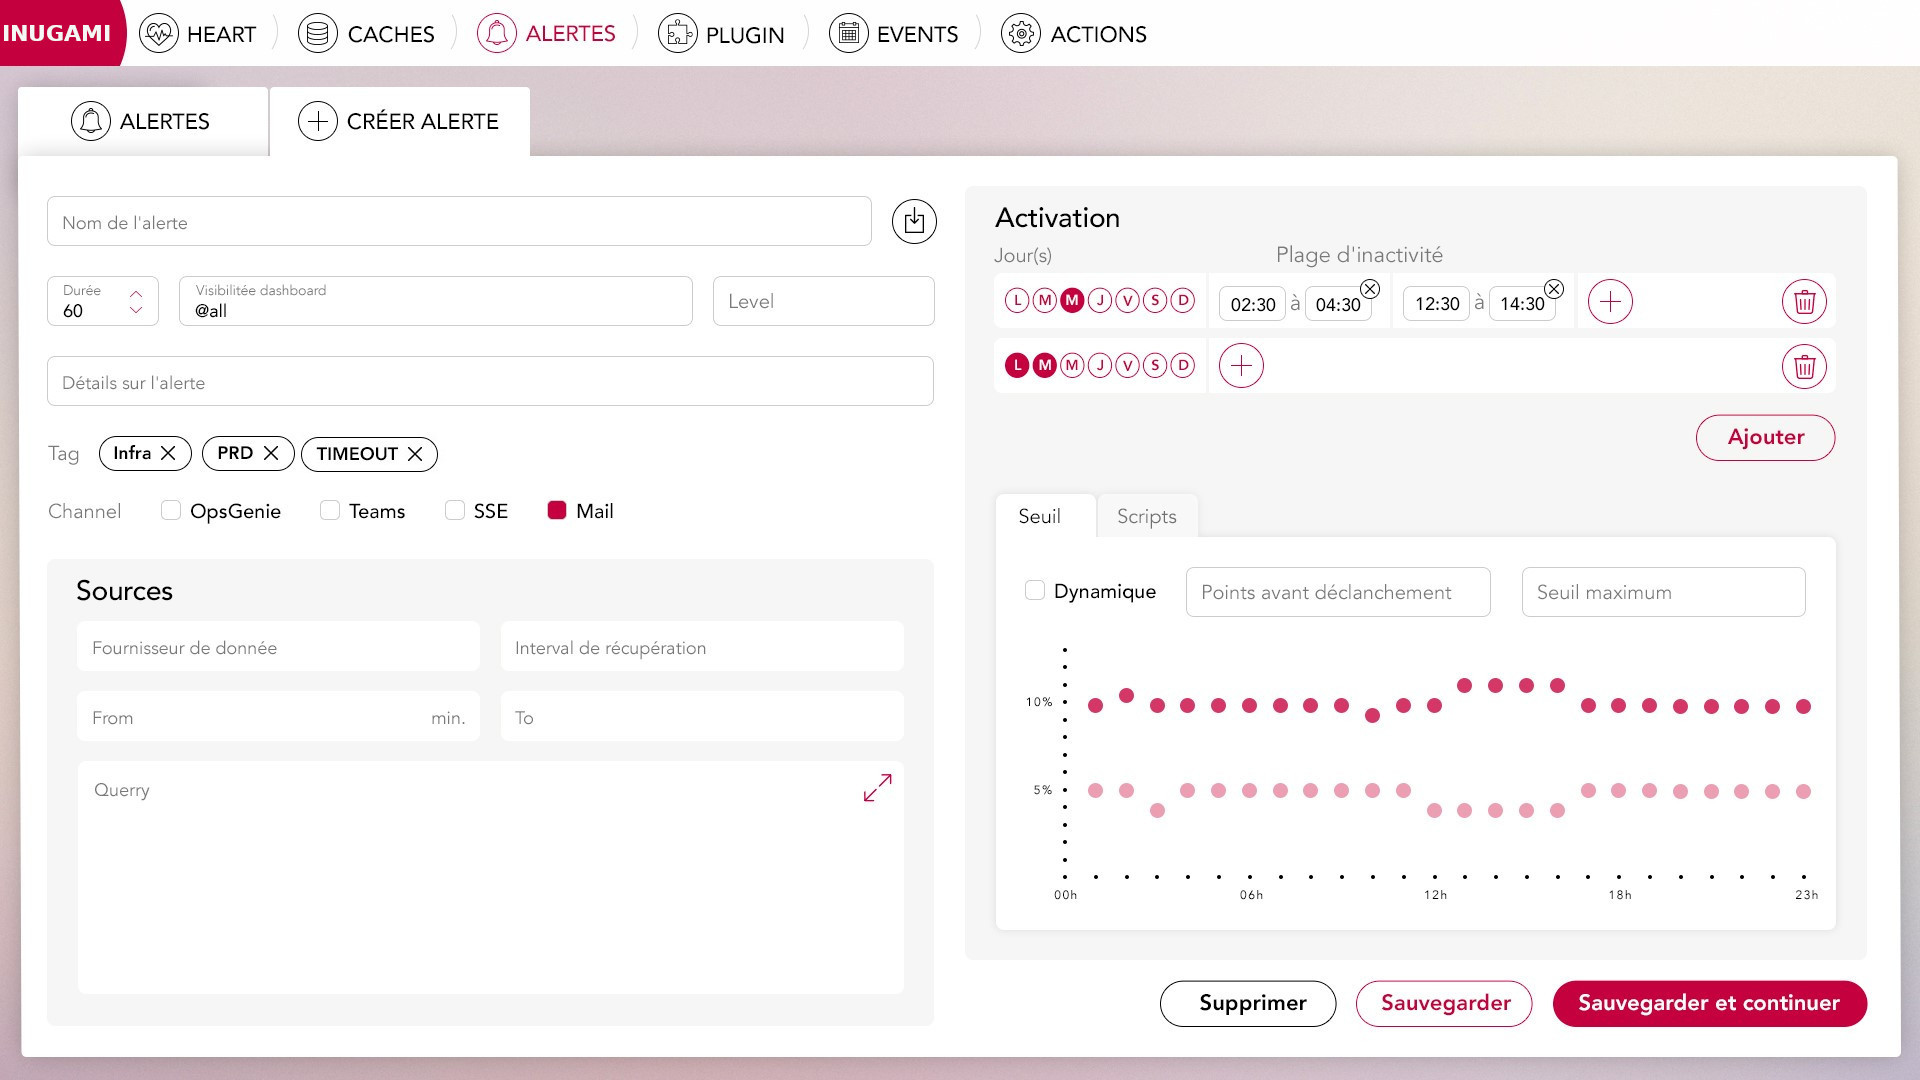 INUGAMI HEART CACHES ALERTES PLUGIN EVENTS ACTIONS
ALERTES CRÉER ALERTE
Nom de l'alerte
Durée
60
Visibilitée dashboard
@all
Level
Détails sur l'alerte
Tag Infra PRD TIMEOUT
Channel OpsGenie Teams SSE Mail
Sources
Fournisseur de donnée Interval de récupération
From min. To
Querry
Activation
Jour(s) Plage d'inactivité
L M M J V S D 02:30 à 04:30 12:30 à 14:30
L M M J V S D
Ajouter
Seuil Scripts
Dynamique Points avant déclanchement Seuil maximum
10%
5%
00h 06h 12h 18h 23h
Supprimer Sauvegarder Sauvegarder et continuer